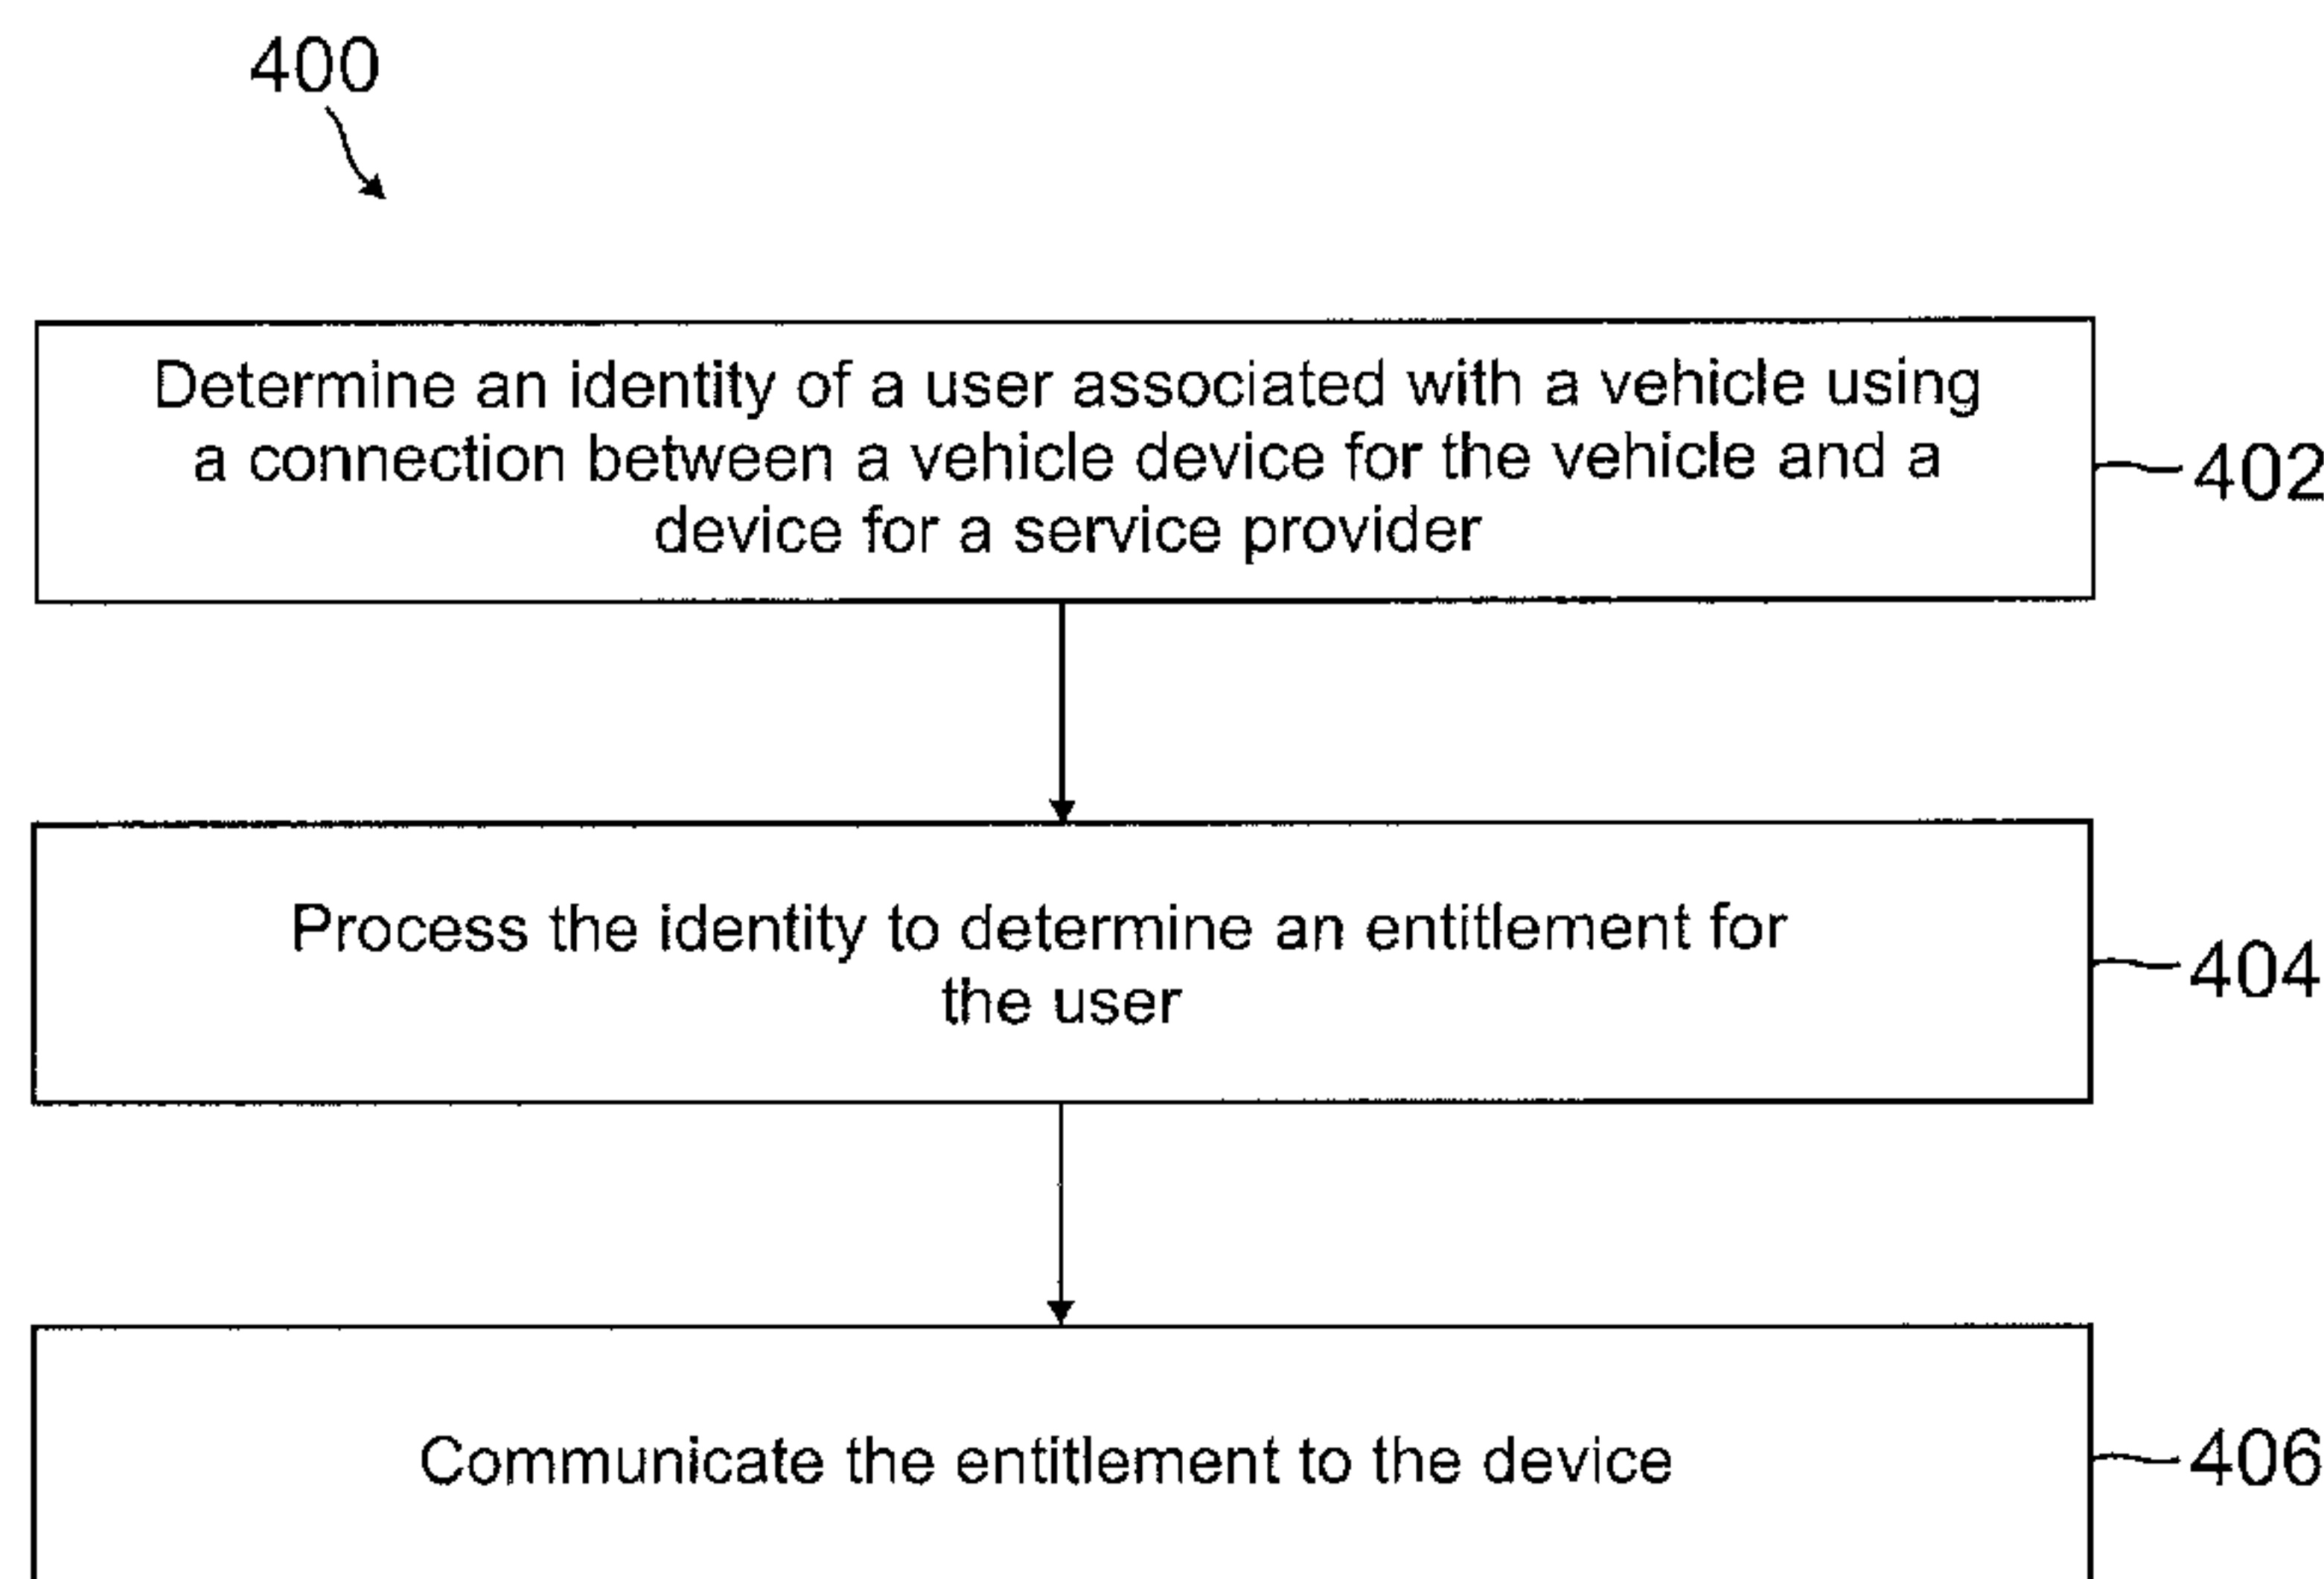 400
Determine an identity of a user associated with a vehicle using
a connection between a vehicle device for the vehicle and a
device for a service provider
402
Process the identity to determine an entitlement for
the user
404
Communicate the entitlement to the device
406